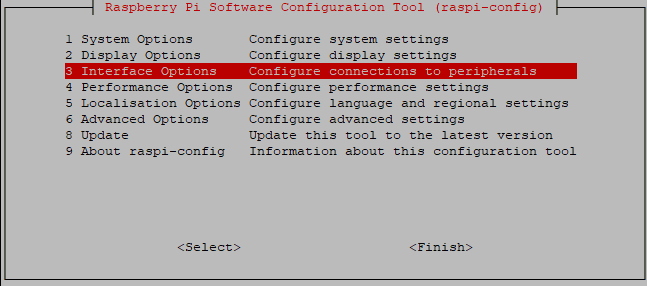 Raspberry Pi Software Configuration Tool (raspi-config)
1 System Options Configure system settings
2 Display Options Configure display settings
3 Interface Options Configure connections to peripherals
4 Performance Options Configure performance settings
5 Localisation Options Configure language and regional settings
6 Advanced Options Configure advanced settings
8 Update Update this tool to the latest version
9 About raspi-config Information about this configuration tool
<Select> <Finish>